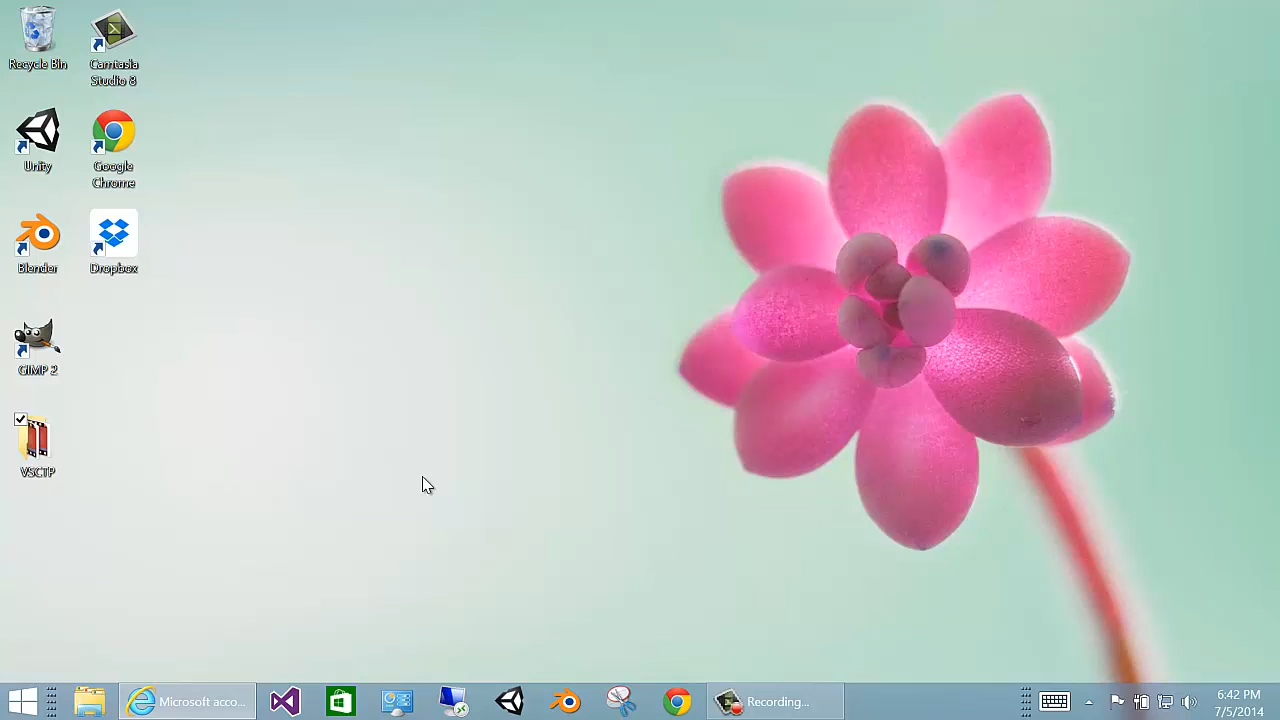 Recycle Bin
Camtasia
Studio 8
Unity
Google
Chrome
Blender
Dropbox
GIMP 2
VSCTP
Microsoft acco...
Recording...
6:42 PM
7/5/2014